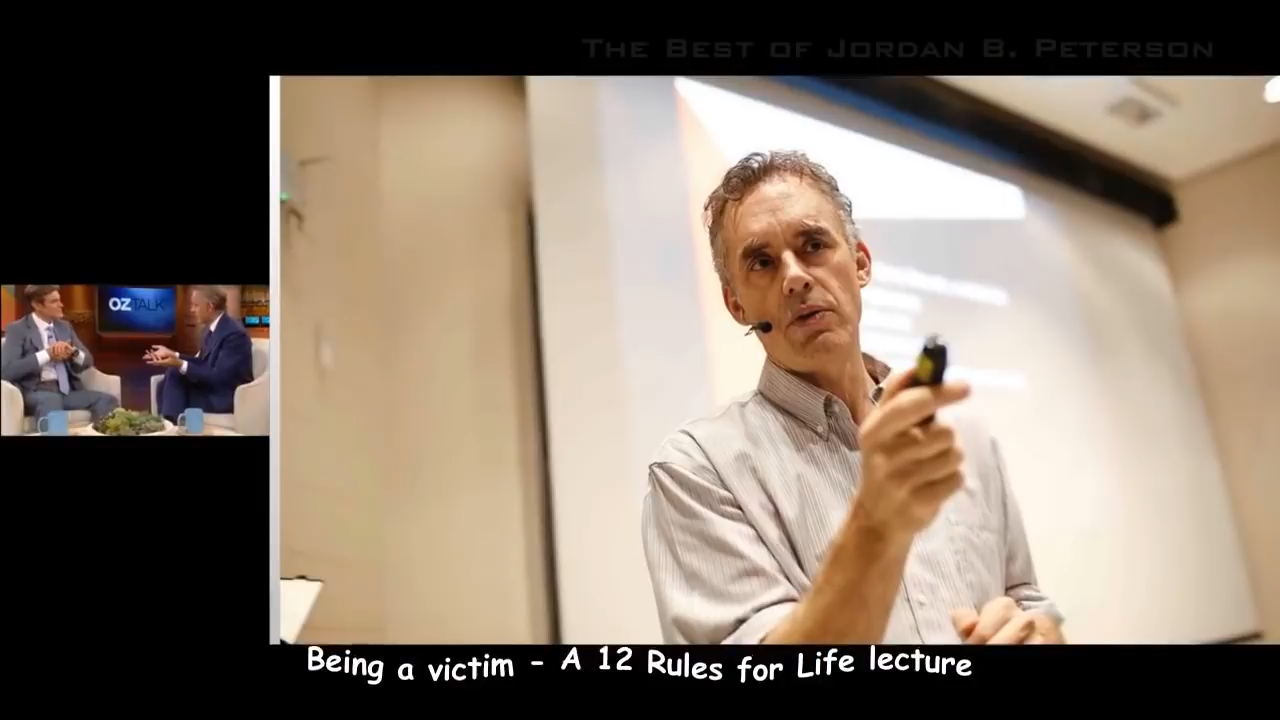 THE BEST OF JORDAN B. PETERSON
OZ TALK
Being a victim - A 12 Rules for Life lecture